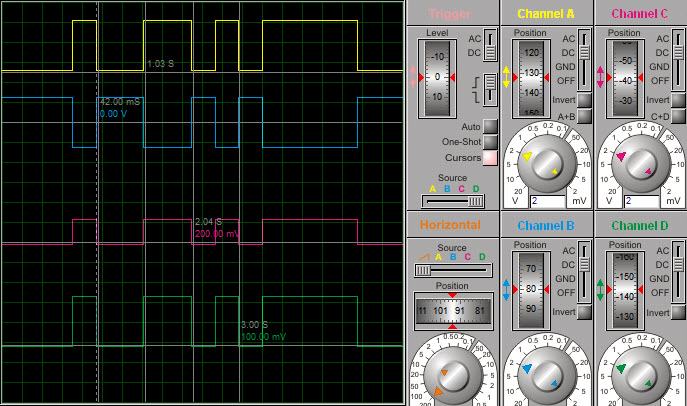 1.03 S
42.00 mS
0.00 V
2.04 S
200.00 mV
3.00 S
100.00 mV
Trigger
Level
-10
0
10
AC
DC
Auto
One-Shot
Cursors
Source
A B C D
Channel A
Position
120
130
140
150
AC
DC
GND
OFF
Invert
A+B
1 0.5 0.2 0.1
2 50
5 20
10 10
20 5 2
V 2 mV
Channel C
Position
-50
-40
-30
AC
DC
GND
OFF
Invert
C+D
1 0.5 0.2 0.1
2 50
5 20
10 10
20 5 2
V 2 mV
Horizontal
Source
A B C D
Position
11 101 91 81
Channel B
Position
70
80
90
AC
DC
GND
OFF
Invert
1 0.5 0.2 0.1
2 50
5 20
10 10
Channel D
Position
-160
-150
-140
-130
AC
DC
GND
OFF
Invert
1 0.5 0.2 0.1
2 50
5 20
10 10